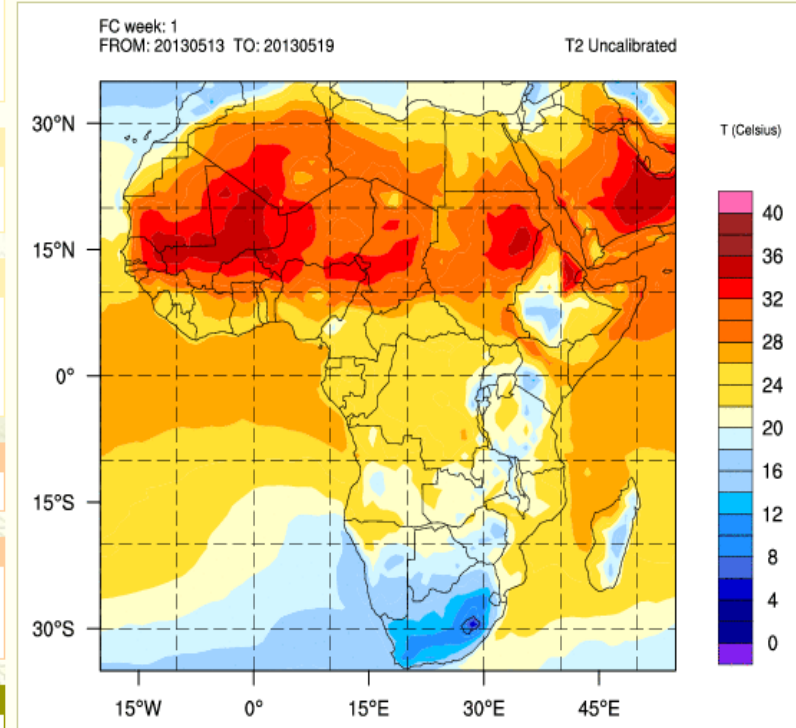 FC week: 1
FROM: 20130513 TO: 20130519
T2 Uncalibrated
T (Celsius)
30°N
15°N
0°
15°S
30°S
15°W
0°
15°E
30°E
45°E
40
36
32
28
24
20
16
12
8
4
0